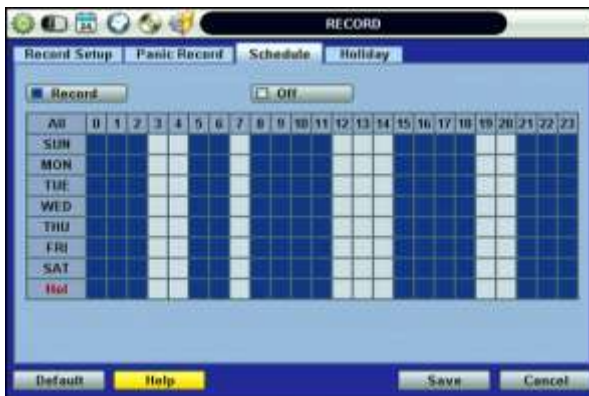 24
RECORD
Record Setup Panic Record Schedule Holiday
Record Off
All 0 1 2 3 4 5 6 7 8 9 10 11 12 13 14 15 16 17 18 19 20 21 22 23
SUN
MON
TUE
WED
THU
FRI
SAT
Hol
Default Help Save Cancel